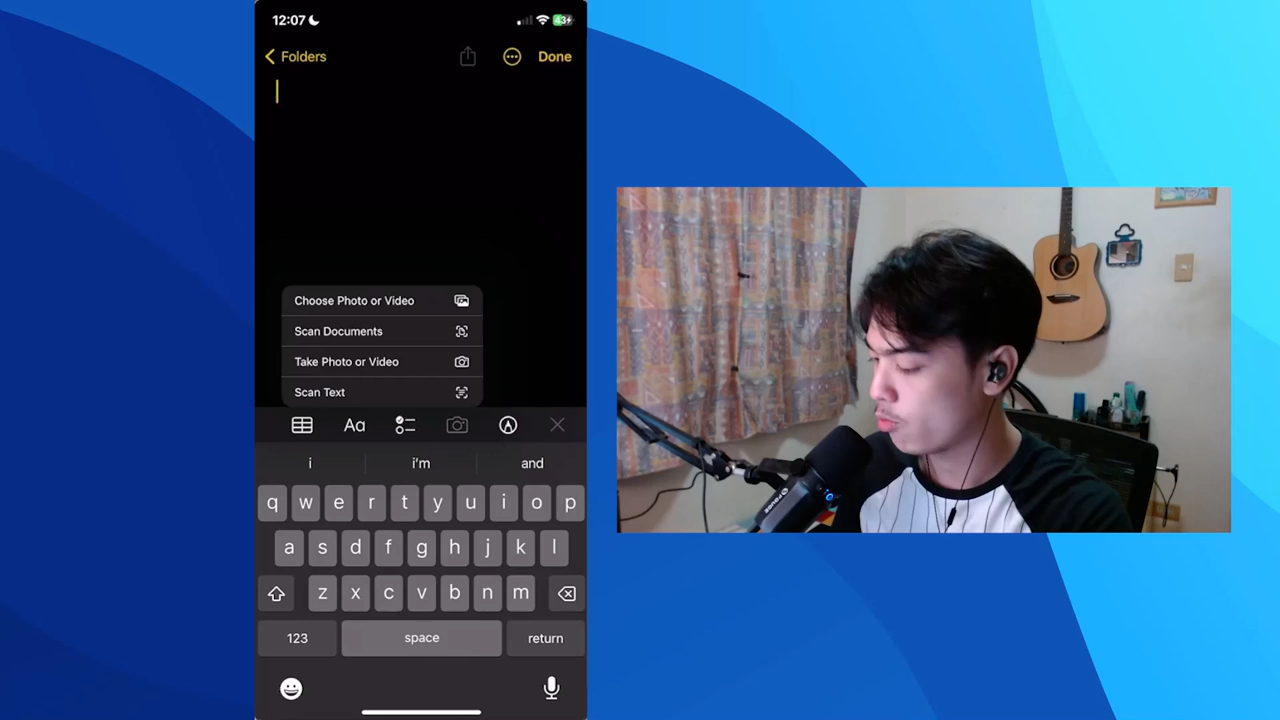 12:07
43
Folders
Done
Choose Photo or Video
Scan Documents
Take Photo or Video
Scan Text
Aa
i i'm and
q w e r t y u i o p
a s d f g h j k l
z x c v b n m
123 space return